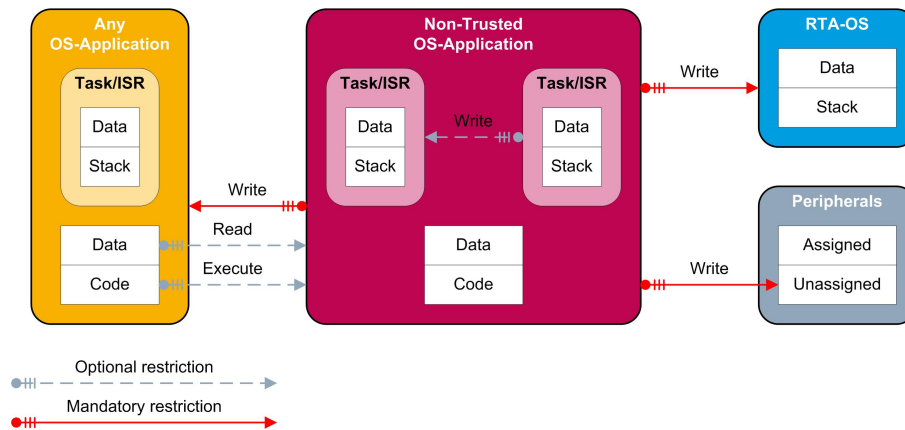 Any
OS-Application
Task/ISR
Data
Stack
Data
Code
Write
Read
Execute
Non-Trusted
OS-Application
Task/ISR
Data
Stack
Write
Task/ISR
Data
Stack
Data
Code
Write
Write
RTA-OS
Data
Stack
Peripherals
Assigned
Unassigned
Optional restriction
Mandatory restriction